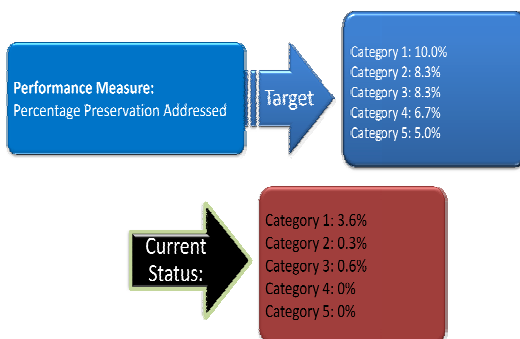 Performance Measure:
Percentage Preservation Addressed
Target
Category 1: 10.0%
Category 2: 8.3%
Category 3: 8.3%
Category 4: 6.7%
Category 5: 5.0%
Current
Status:
Category 1: 3.6%
Category 2: 0.3%
Category 3: 0.6%
Category 4: 0%
Category 5: 0%